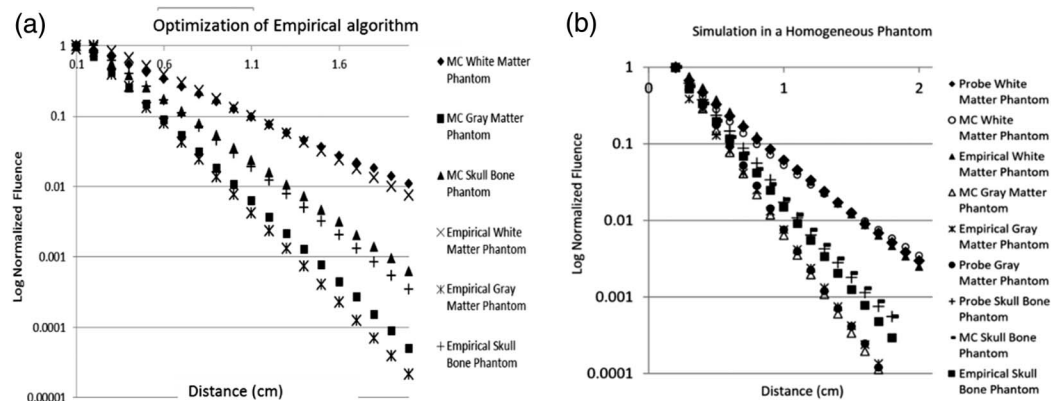 (a)
Optimization of Empirical algorithm
Log Normalized Fluence
1
0.1
0.01
0.001
0.0001
0.00001
0.1
0.6
1.1
1.6
Distance (cm)
MC White Matter
Phantom
MC Gray Matter
Phantom
MC Skull Bone
Phantom
Empirical White
Matter Phantom
Empirical Gray
Matter Phantom
Empirical Skull
Bone Phantom
(b)
Simulation in a Homogeneous Phantom
Log Normalized Fluence
1
0.1
0.01
0.001
0.0001
0
1
2
Distance (cm)
Probe White
Matter Phantom
MC White
Matter Phantom
Empirical White
Matter Phantom
MC Gray Matter
Phantom
Empirical Gray
Matter Phantom
Probe Gray
Matter Phantom
Probe Skull Bone
Phantom
MC Skull Bone
Phantom
Empirical Skull
Bone Phantom